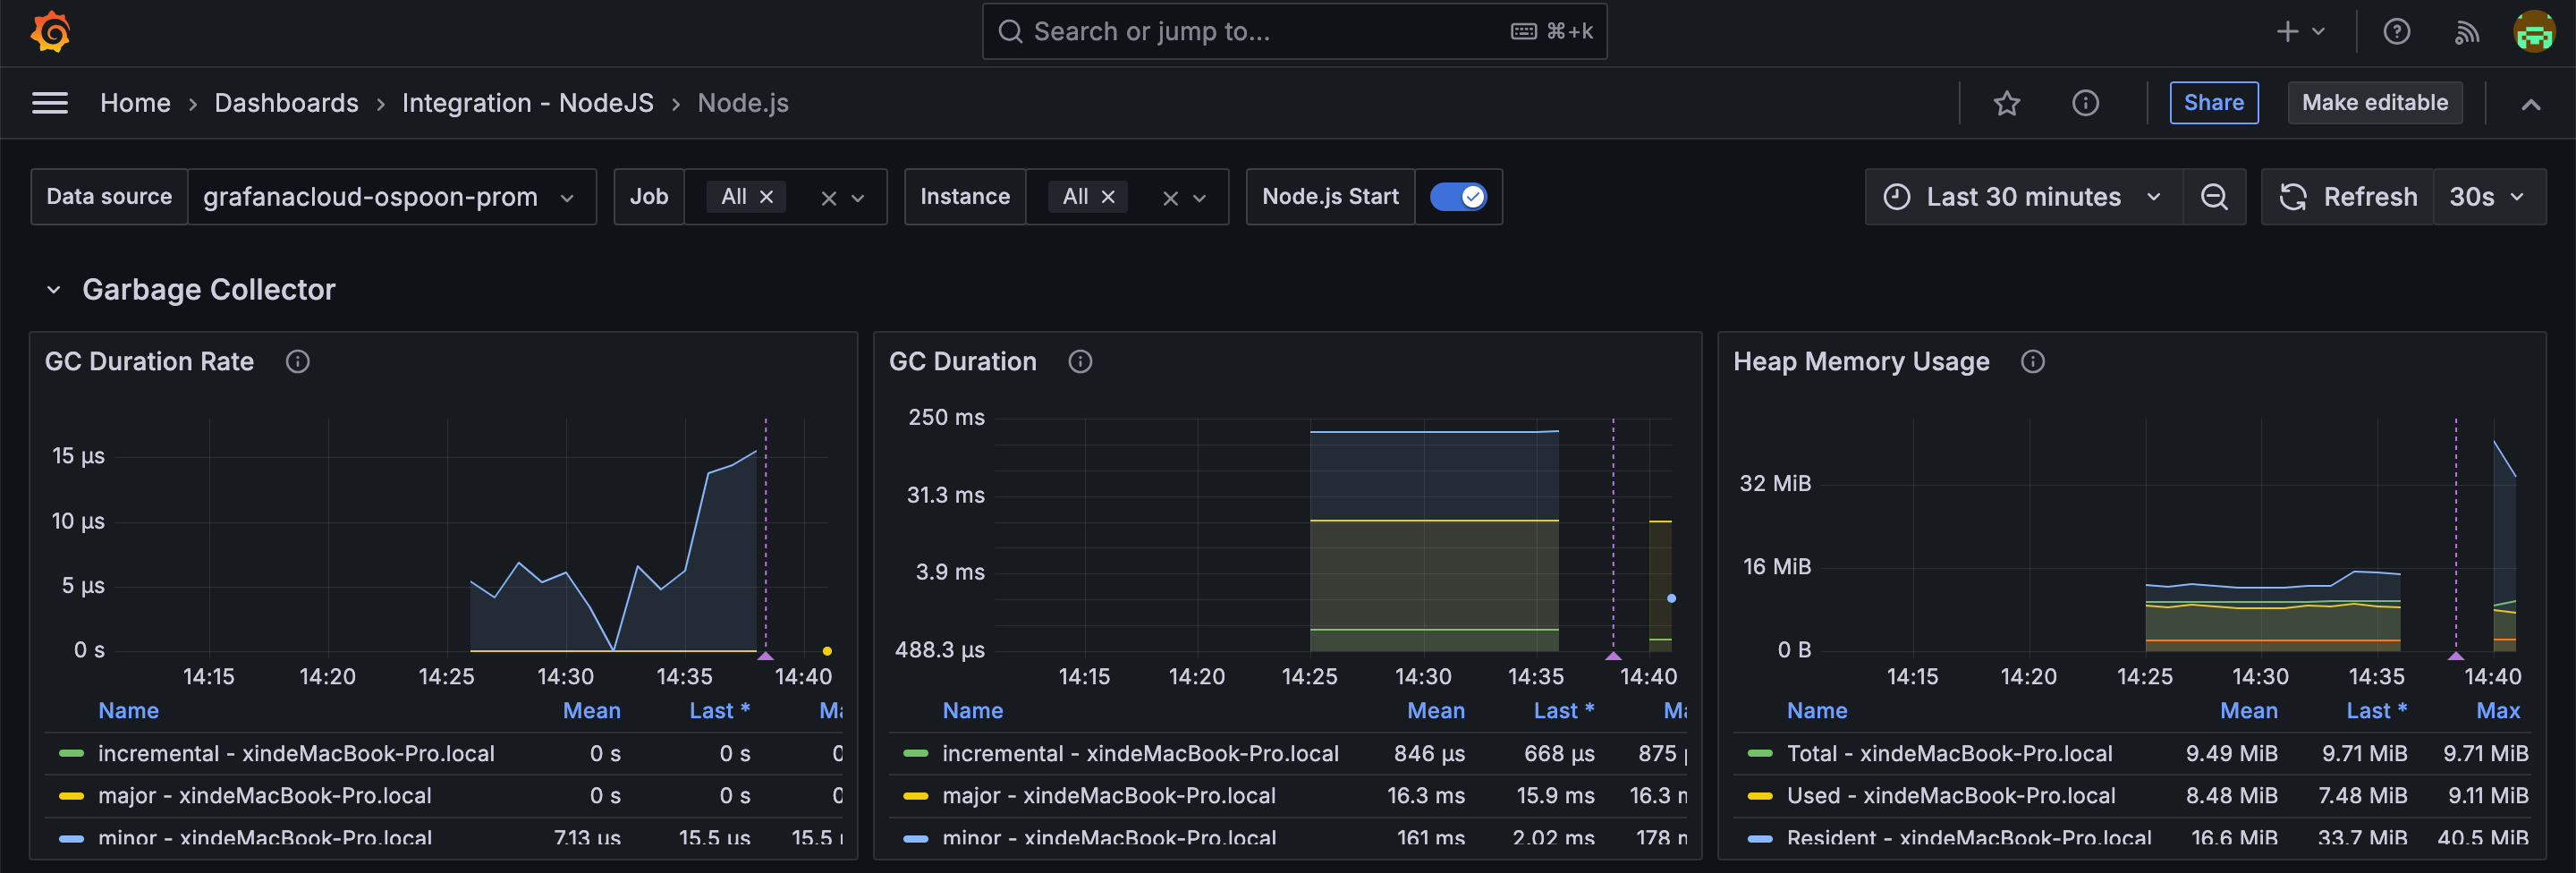 Search or jump to... ⌘+k
Home › Dashboards › Integration - NodeJS › Node.js
Share Make editable
Data source grafanacloud-ospoon-prom Job All Instance All Node.js Start Last 30 minutes Refresh 30s
Garbage Collector
GC Duration Rate
15 µs
10 µs
5 µs
0 s
14:15 14:20 14:25 14:30 14:35 14:40
Name Mean Last *
incremental - xindeMacBook-Pro.local 0 s 0 s
major - xindeMacBook-Pro.local 0 s 0 s
minor - xindeMacBook-Pro.local 7.13 µs 15.5 µs 15.5
GC Duration
250 ms
31.3 ms
3.9 ms
488.3 µs
14:15 14:20 14:25 14:30 14:35 14:40
Name Mean Last *
incremental - xindeMacBook-Pro.local 846 µs 668 µs 875
major - xindeMacBook-Pro.local 16.3 ms 15.9 ms 16.3
minor - xindeMacBook-Pro.local 161 ms 2.02 ms 178
Heap Memory Usage
32 MiB
16 MiB
0 B
14:15 14:20 14:25 14:30 14:35 14:40
Name Mean Last * Max
Total - xindeMacBook-Pro.local 9.49 MiB 9.71 MiB 9.71 MiB
Used - xindeMacBook-Pro.local 8.48 MiB 7.48 MiB 9.11 MiB
Resident - xindeMacBook-Pro.local 16.6 MiB 33.7 MiB 40.5 MiB